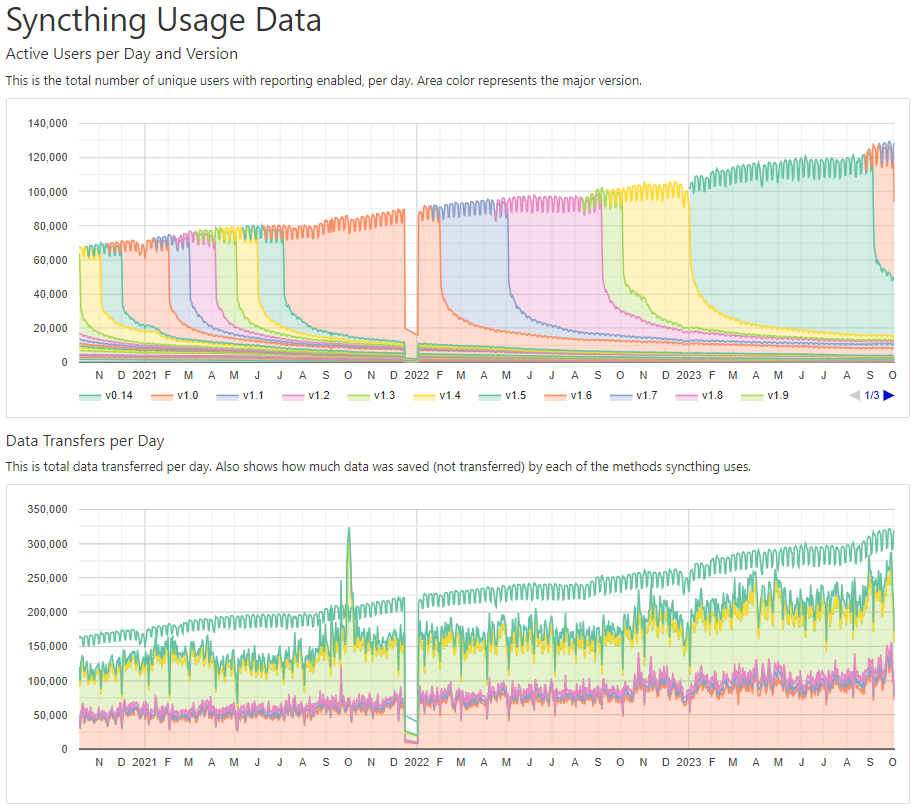 Syncthing Usage Data
Active Users per Day and Version
This is the total number of unique users with reporting enabled, per day. Area color represents the major version.
140,000
120,000
100,000
80,000
60,000
40,000
20,000
0
N D 2021 F M A M J J A S O N D 2022 F M A M J J A S O N D 2023 F M A M J J A S O
v0.14 v1.0 v1.1 v1.2 v1.3 v1.4 v1.5 v1.6 v1.7 v1.8 v1.9 1/3
Data Transfers per Day
This is total data transferred per day. Also shows how much data was saved (not transferred) by each of the methods syncthing uses.
350,000
300,000
250,000
200,000
150,000
100,000
50,000
0
N D 2021 F M A M J J A S O N D 2022 F M A M J J A S O N D 2023 F M A M J J A S O